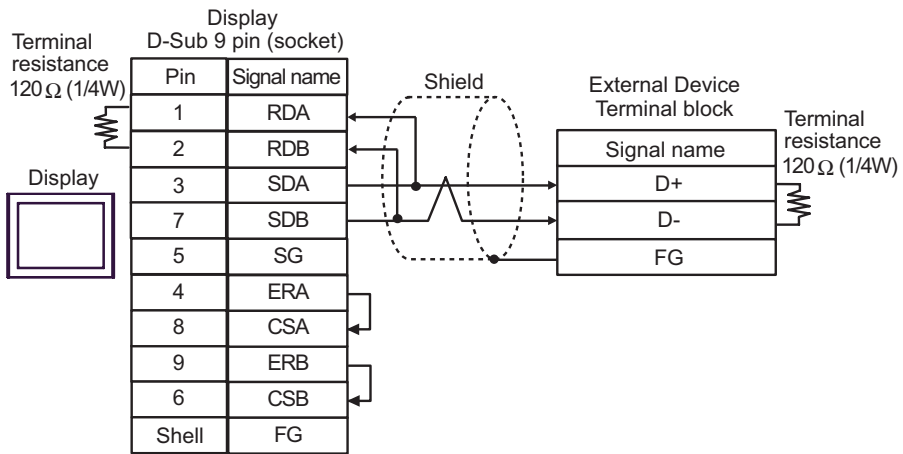 Display
D-Sub 9 pin (socket)
Terminal
resistance
120Ω (1/4W)
Pin Signal name
1 RDA
2 RDB
3 SDA
7 SDB
5 SG
4 ERA
8 CSA
9 ERB
6 CSB
Shell FG
Display
Shield
External Device
Terminal block
Signal name
D+
D-
FG
Terminal
resistance
120Ω (1/4W)